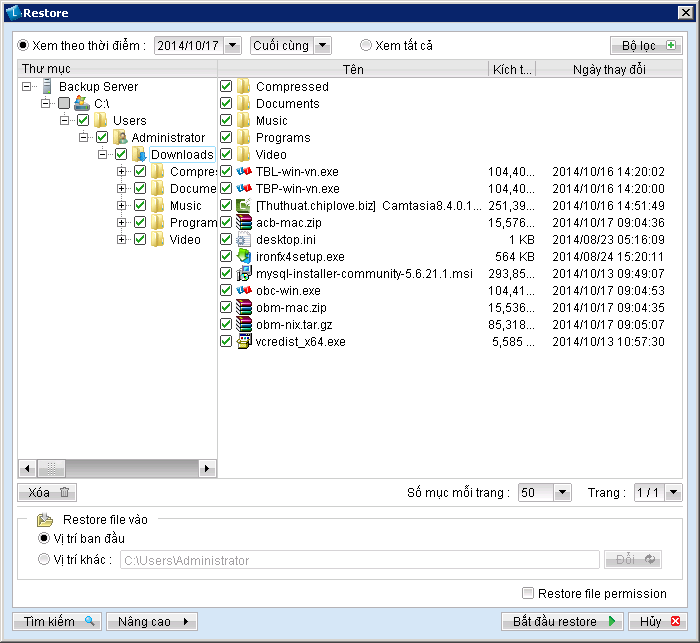 Restore
Xem theo thời điểm : 2014/10/17 Cuối cùng Xem tất cả Bộ lọc
Thư mục Tên Kích t... Ngày thay đổi
Backup Server
C:\
Users
Administrator
Downloads
Compres
Docume
Music
Program
Video
Compressed
Documents
Music
Programs
Video
TBL-win-vn.exe 104,40... 2014/10/16 14:20:02
TBP-win-vn.exe 104,40... 2014/10/16 14:20:00
[Thuthuat.chiplove.biz] Camtasia8.4.0.1... 251,39... 2014/10/16 14:51:49
acb-mac.zip 15,576... 2014/10/17 09:04:36
desktop.ini 1 KB 2014/08/23 05:16:09
ironfx4setup.exe 564 KB 2014/08/24 15:20:11
mysql-installer-community-5.6.21.1.msi 293,85... 2014/10/13 09:49:07
obc-win.exe 104,41... 2014/10/17 09:04:53
obm-mac.zip 15,536... 2014/10/17 09:04:35
obm-nix.tar.gz 85,318... 2014/10/17 09:05:07
vcredist_x64.exe 5,585 ... 2014/10/13 10:57:30
Xóa Số mục mỗi trang : 50 Trang : 1 / 1
Restore file vào
Vị trí ban đầu
Vị trí khác : C:\Users\Administrator Đổi
Restore file permission
Tìm kiếm Nâng cao Bắt đầu restore Hủy